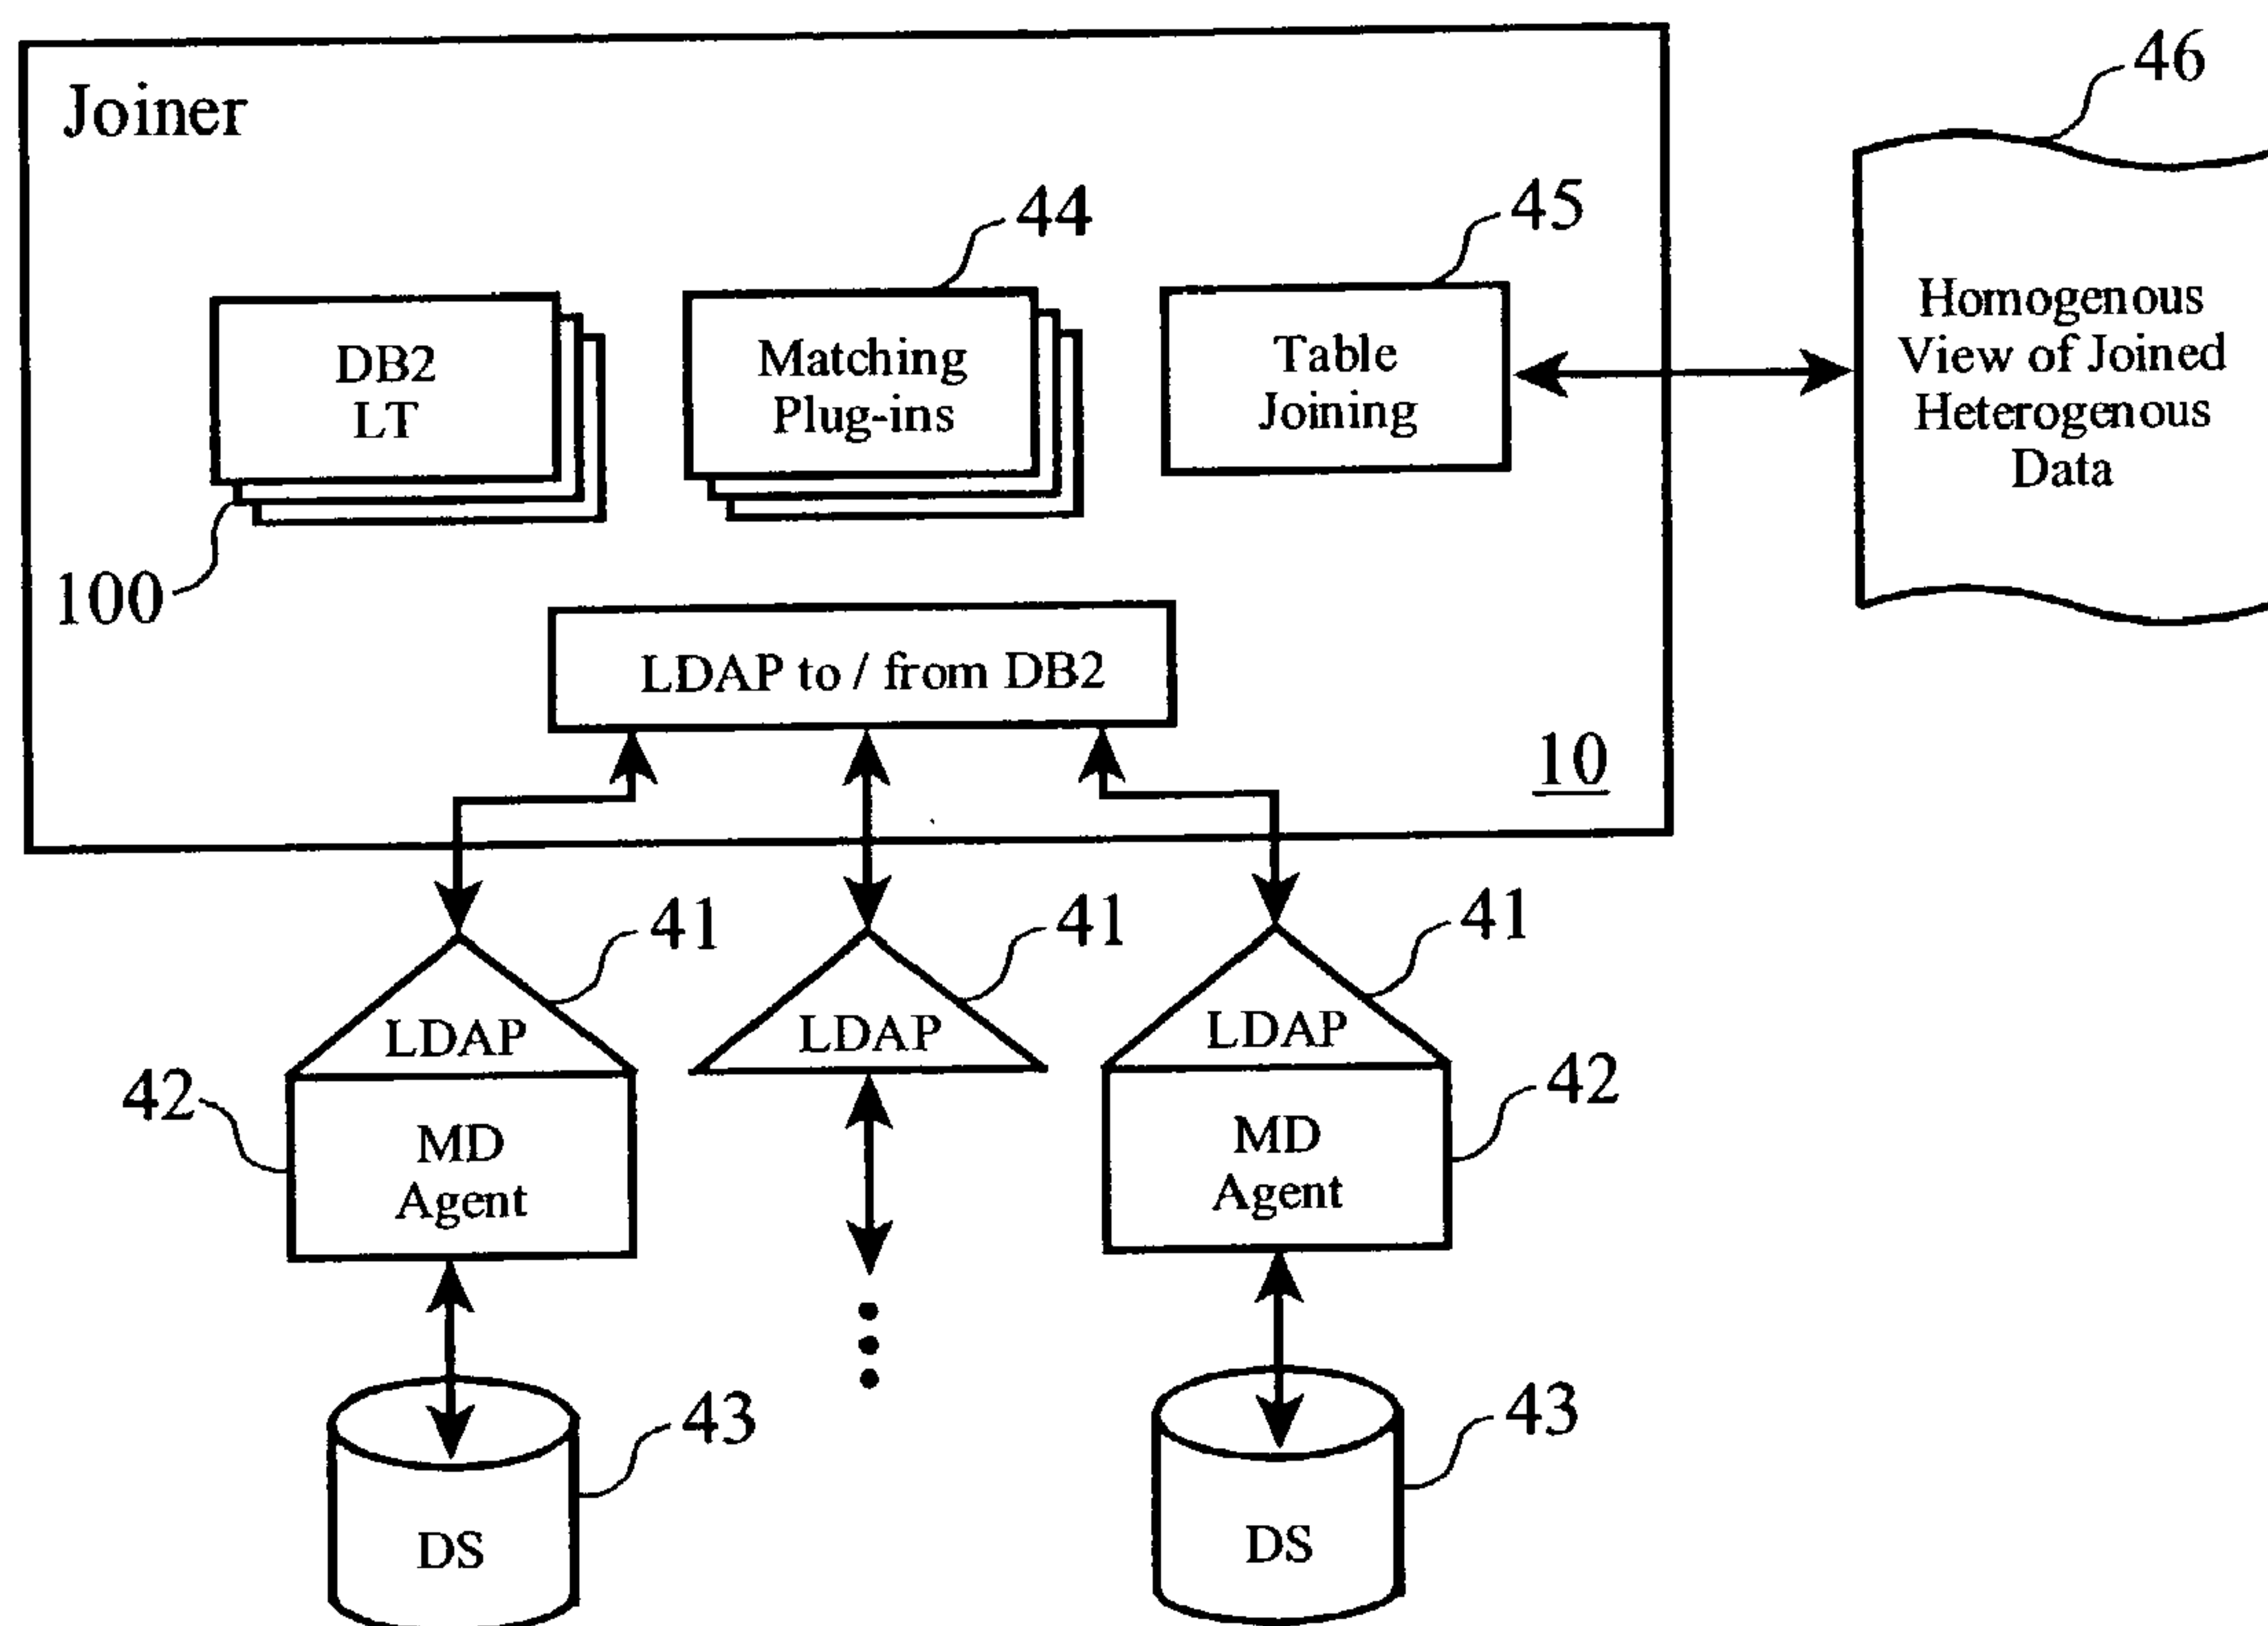 46
Joiner
44
45
DB2
LT
Matching
Plug-ins
Table
Joining
Homogenous
View of Joined
Heterogenous
Data
100
LDAP to / from DB2
10
41
41
41
LDAP
LDAP
LDAP
42
MD
Agent
MD
Agent
42
43
43
DS
DS